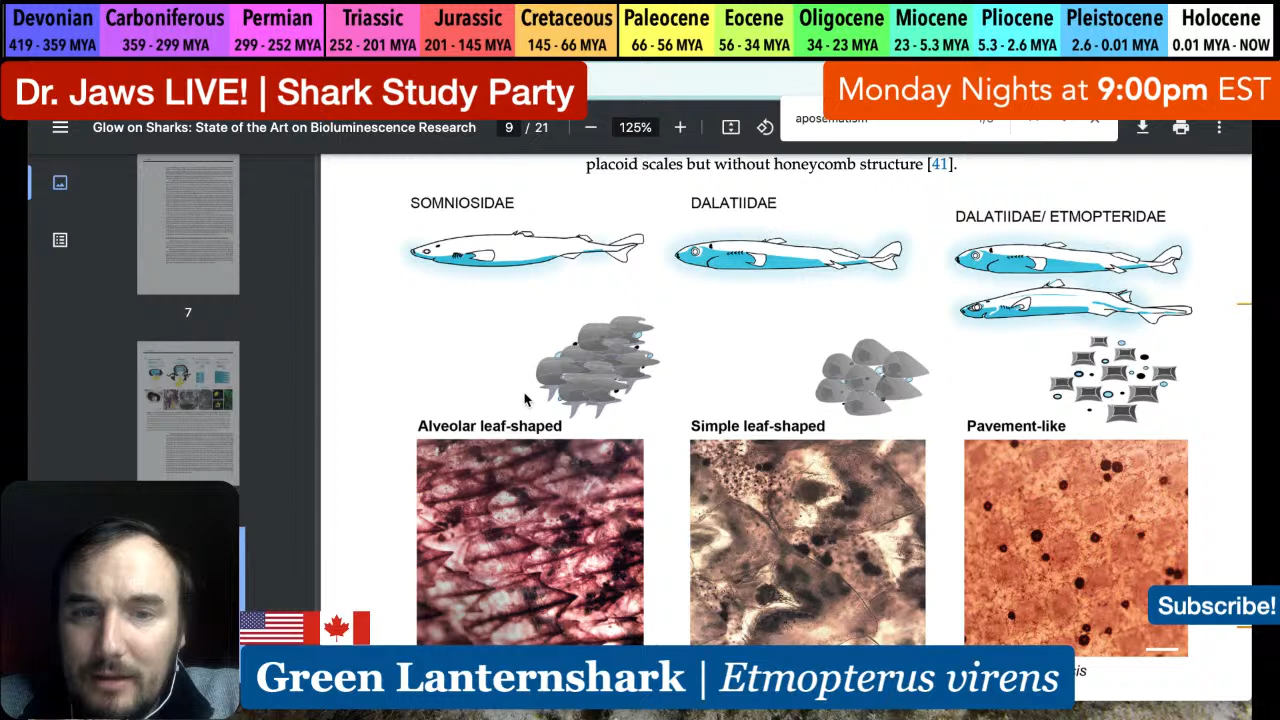 Devonian Carboniferous Permian Triassic Jurassic Cretaceous Paleocene Eocene Oligocene Miocene Pliocene Pleistocene Holocene
419 - 359 MYA 359 - 299 MYA 299 - 252 MYA 252 - 201 MYA 201 - 145 MYA 145 - 66 MYA 66 - 56 MYA 56 - 34 MYA 34 - 23 MYA 23 - 5.3 MYA 5.3 - 2.6 MYA 2.6 - 0.01 MYA 0.01 MYA - NOW
Dr. Jaws LIVE! | Shark Study Party
Monday Nights at 9:00pm EST
Glow on Sharks: State of the Art on Bioluminescence Research 9 / 21 125% aposematism
placoid scales but without honeycomb structure [41].
SOMNIOSIDAE DALATIIDAE DALATIIDAE/ ETMOPTERIDAE
7
Alveolar leaf-shaped Simple leaf-shaped Pavement-like
Subscribe!
Green Lanternshark | Etmopterus virens